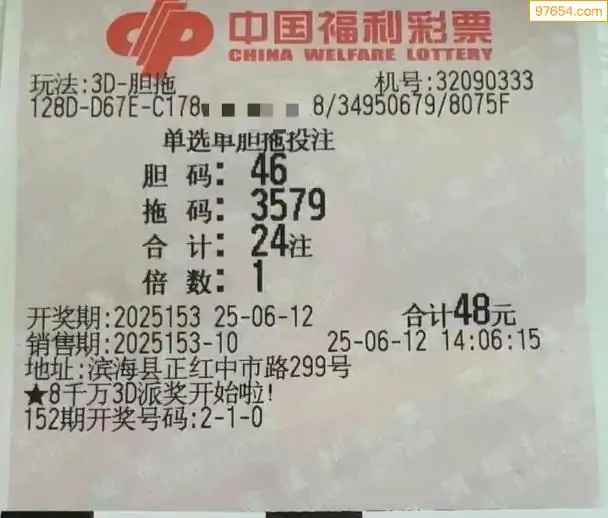 97654.com
中国福利彩票
CHINA WELFARE LOTTERY
玩法:3D-胆拖 机号:32090333
128D-D67E-C178 8/34950679/8075F
单选单胆拖投注
胆 码: 46
拖 码: 3579
合 计: 24注
倍 数: 1
开奖期:2025153 25-06-12 合计48元
销售期:2025153-10 25-06-12 14:06:15
地址:滨海县正红中市路299号
★8千万3D派奖开始啦!
152期开奖号码:2-1-0